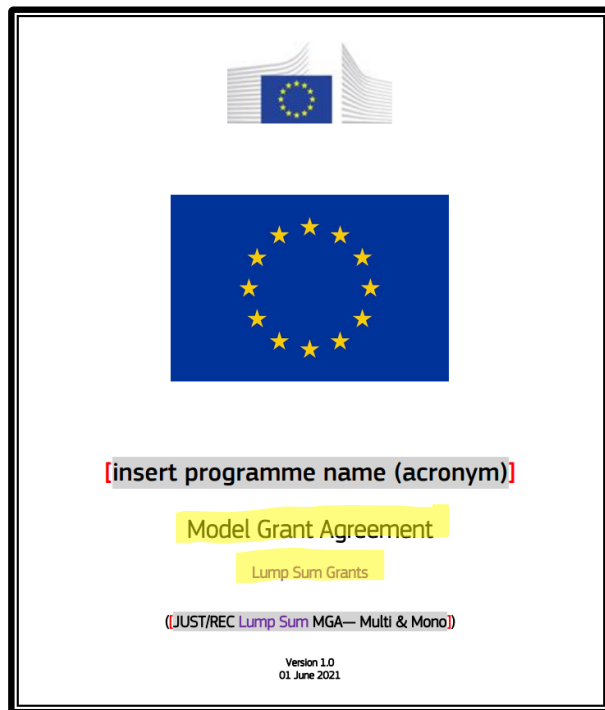 [insert programme name (acronym)]
Model Grant Agreement
Lump Sum Grants
([JUST/REC Lump Sum MGA— Multi & Mono])
Version 1.0
01 June 2021